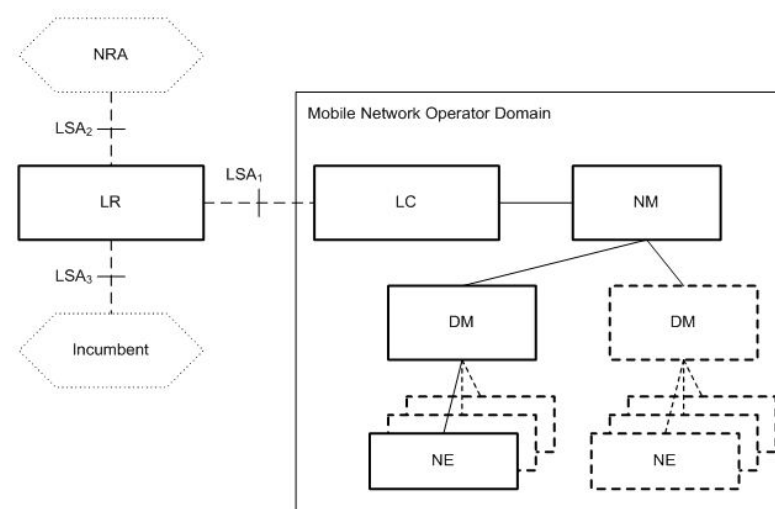 NRA
Mobile Network Operator Domain
LSA₂
LSA₁
LR
LC
NM
LSA₃
Incumbent
DM
DM
NE
NE